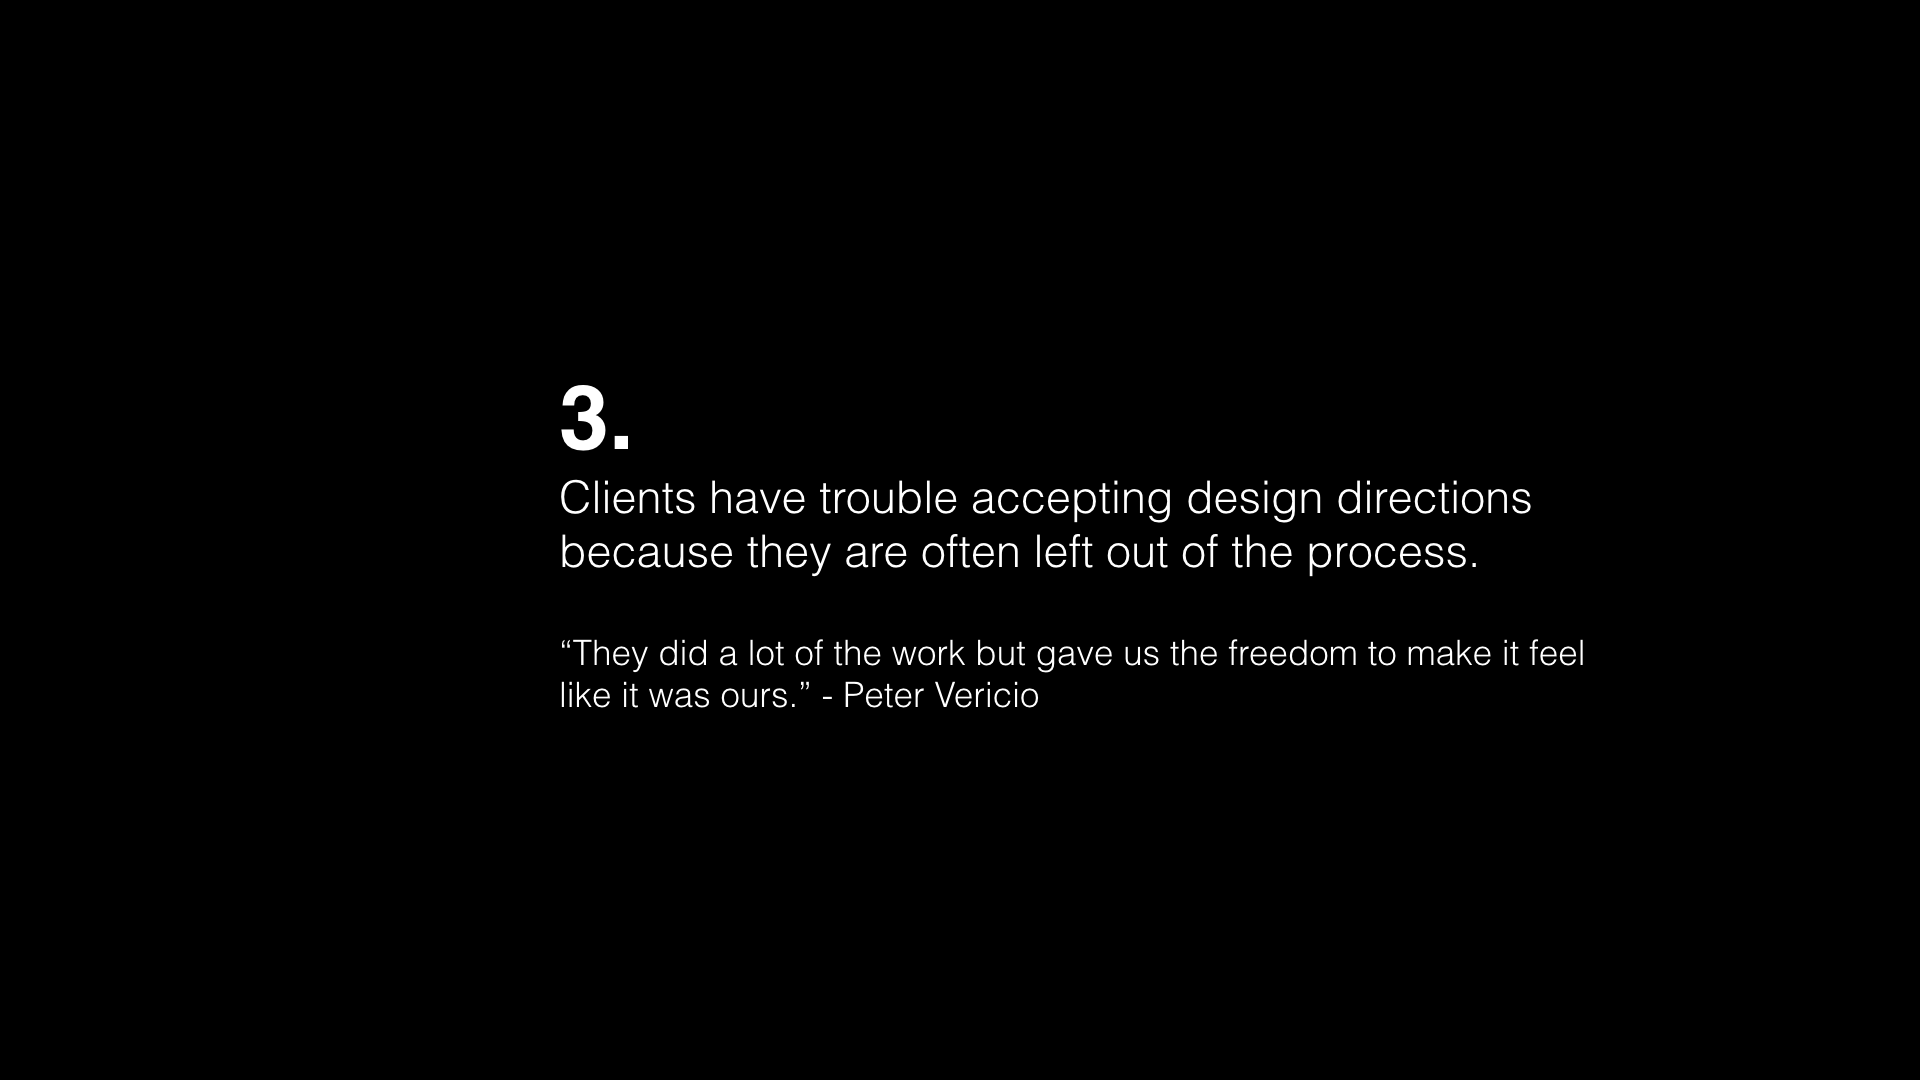 3.
Clients have trouble accepting design directions
because they are often left out of the process.
“They did a lot of the work but gave us the freedom to make it feel
like it was ours.” - Peter Vericio